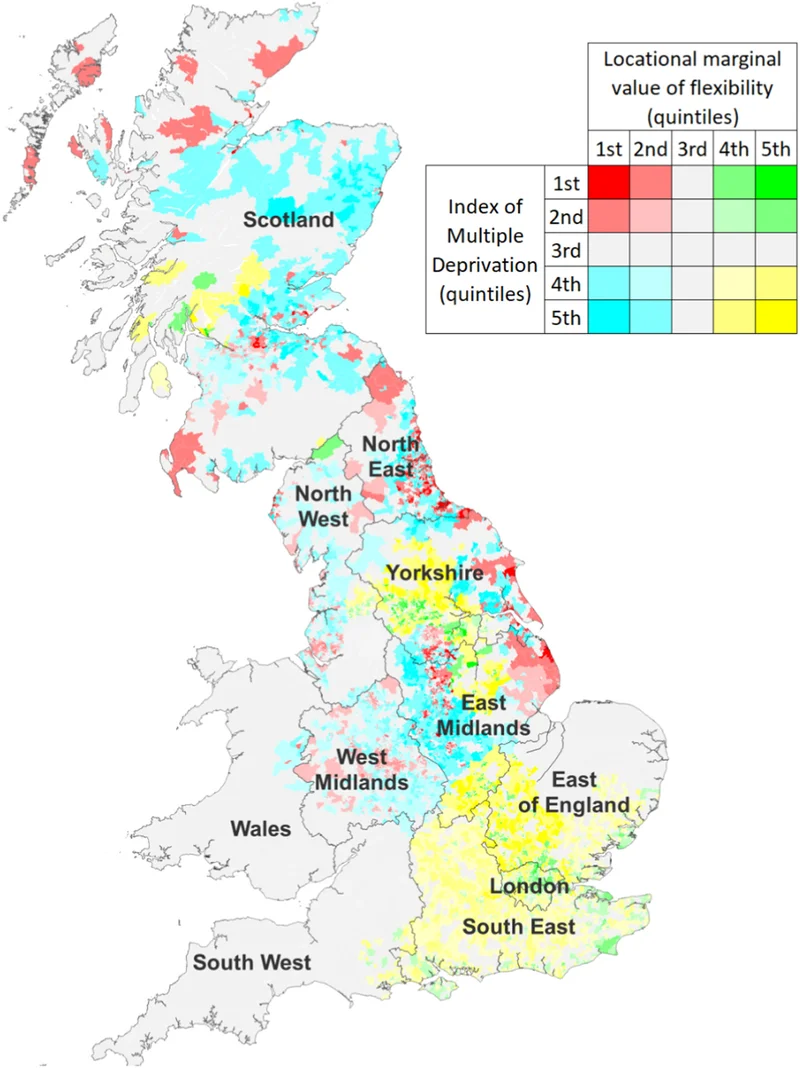 Locational marginal
value of flexibility
(quintiles)
1st 2nd 3rd 4th 5th
Index of
Multiple
Deprivation
(quintiles)
1st
2nd
3rd
4th
5th
Scotland
North
East
North
West
Yorkshire
East
Midlands
West
Midlands
East
of England
Wales
London
South East
South West